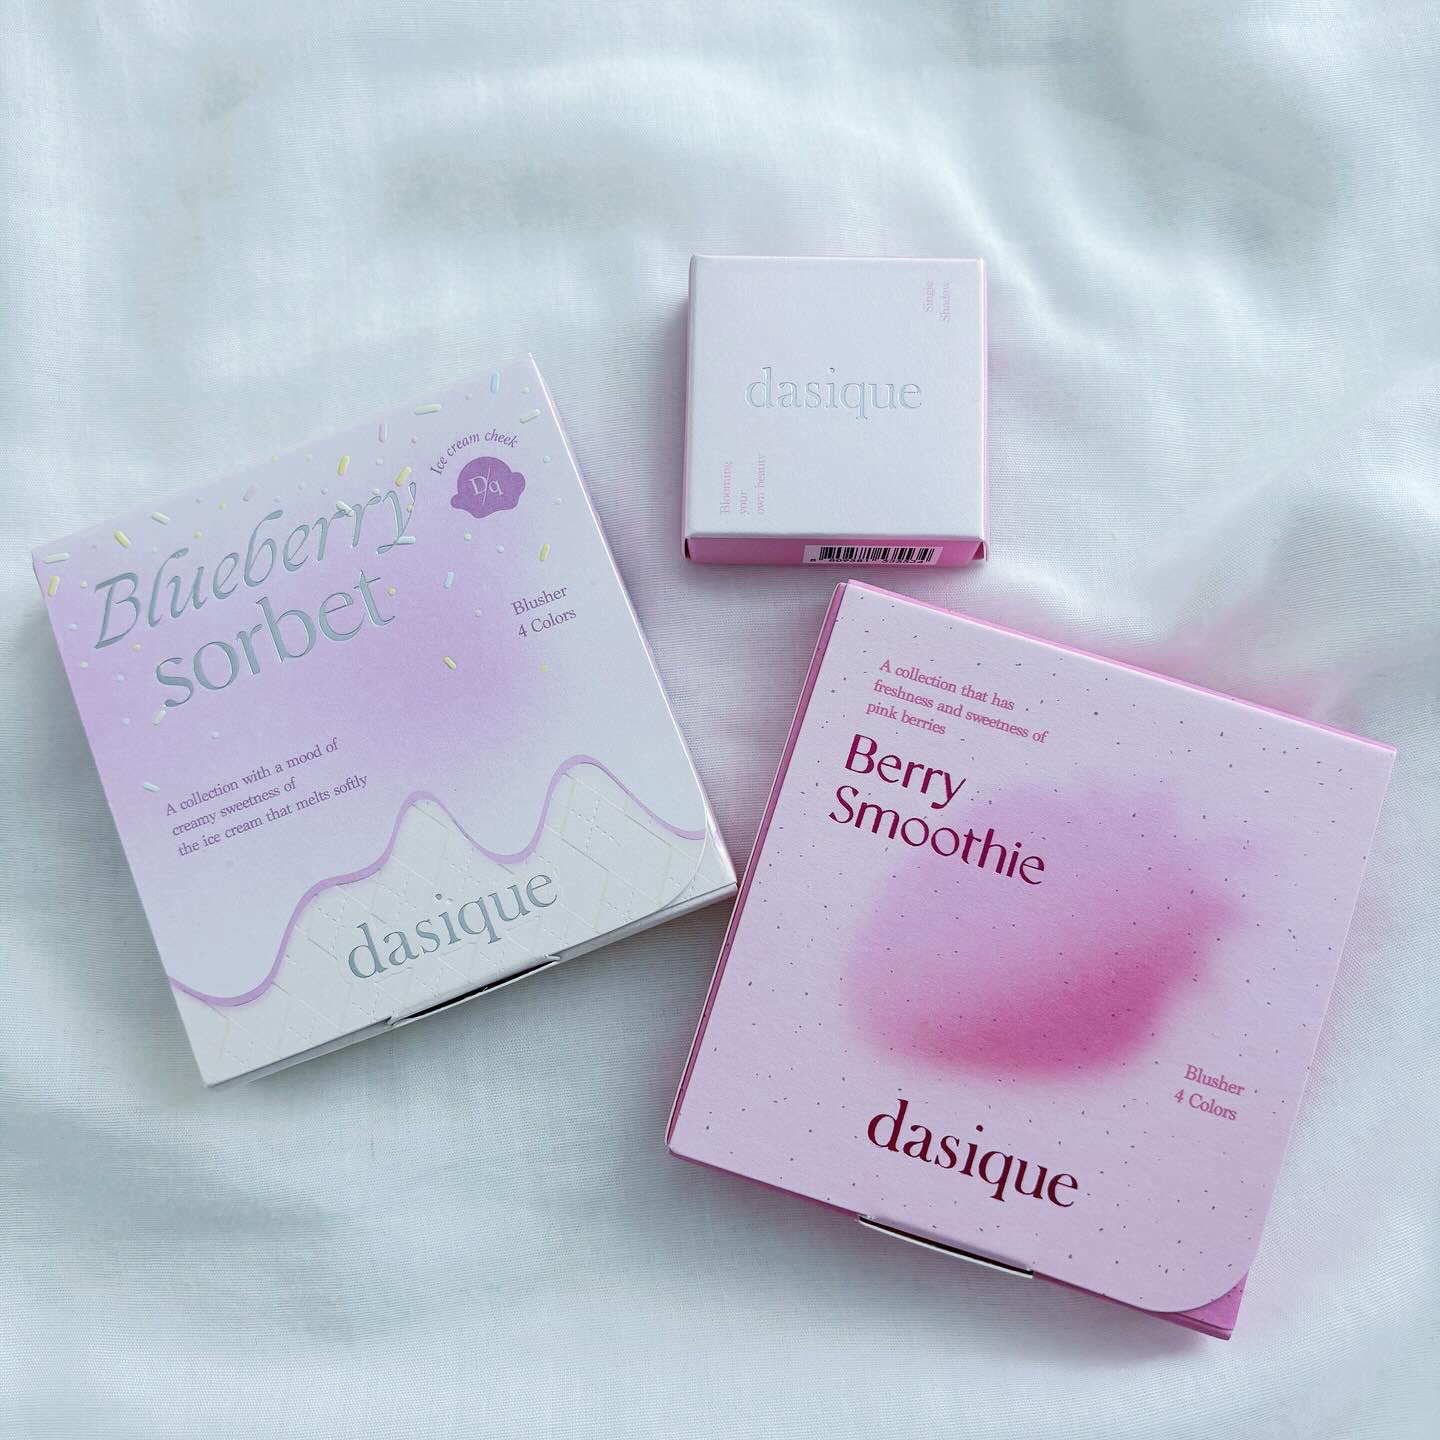 Ice cream cheek
D/q
Blueberry
sorbet
Blusher
4 Colors
A collection with a mood of
creamy sweetness of
the ice cream that melts softly
dasique
Single
Shadow
dasique
Blooming
your
own beauty
A collection that has
freshness and sweetness of
pink berries
Berry
Smoothie
Blusher
4 Colors
dasique